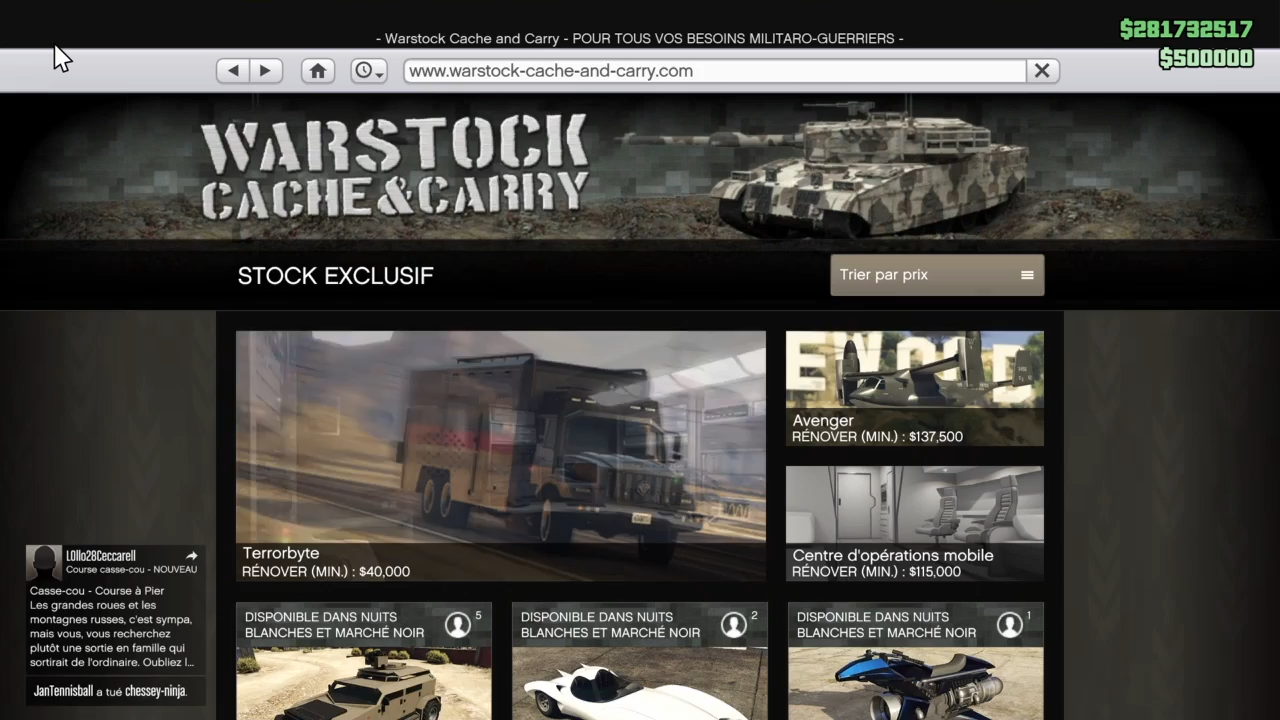 - Warstock Cache and Carry - POUR TOUS VOS BESOINS MILITARO-GUERRIERS -
$281732517
$500000
www.warstock-cache-and-carry.com
WARSTOCK
CACHE&CARRY
STOCK EXCLUSIF
Trier par prix
EWOOD
Avenger
RÉNOVER (MIN.) : $137,500
Terrorbyte
RÉNOVER (MIN.) : $40,000
Centre d'opérations mobile
RÉNOVER (MIN.) : $115,000
L0llo28Ceccarell
Course casse-cou - NOUVEAU
Casse-cou - Course à Pier
Les grandes roues et les
montagnes russes, c'est sympa,
mais vous, vous recherchez
plutôt une sortie en famille qui
sortirait de l'ordinaire. Oubliez l...
JanTennisball a tué chessey-ninja.
DISPONIBLE DANS NUITS
BLANCHES ET MARCHÉ NOIR
5
DISPONIBLE DANS NUITS
BLANCHES ET MARCHÉ NOIR
2
DISPONIBLE DANS NUITS
BLANCHES ET MARCHÉ NOIR
1